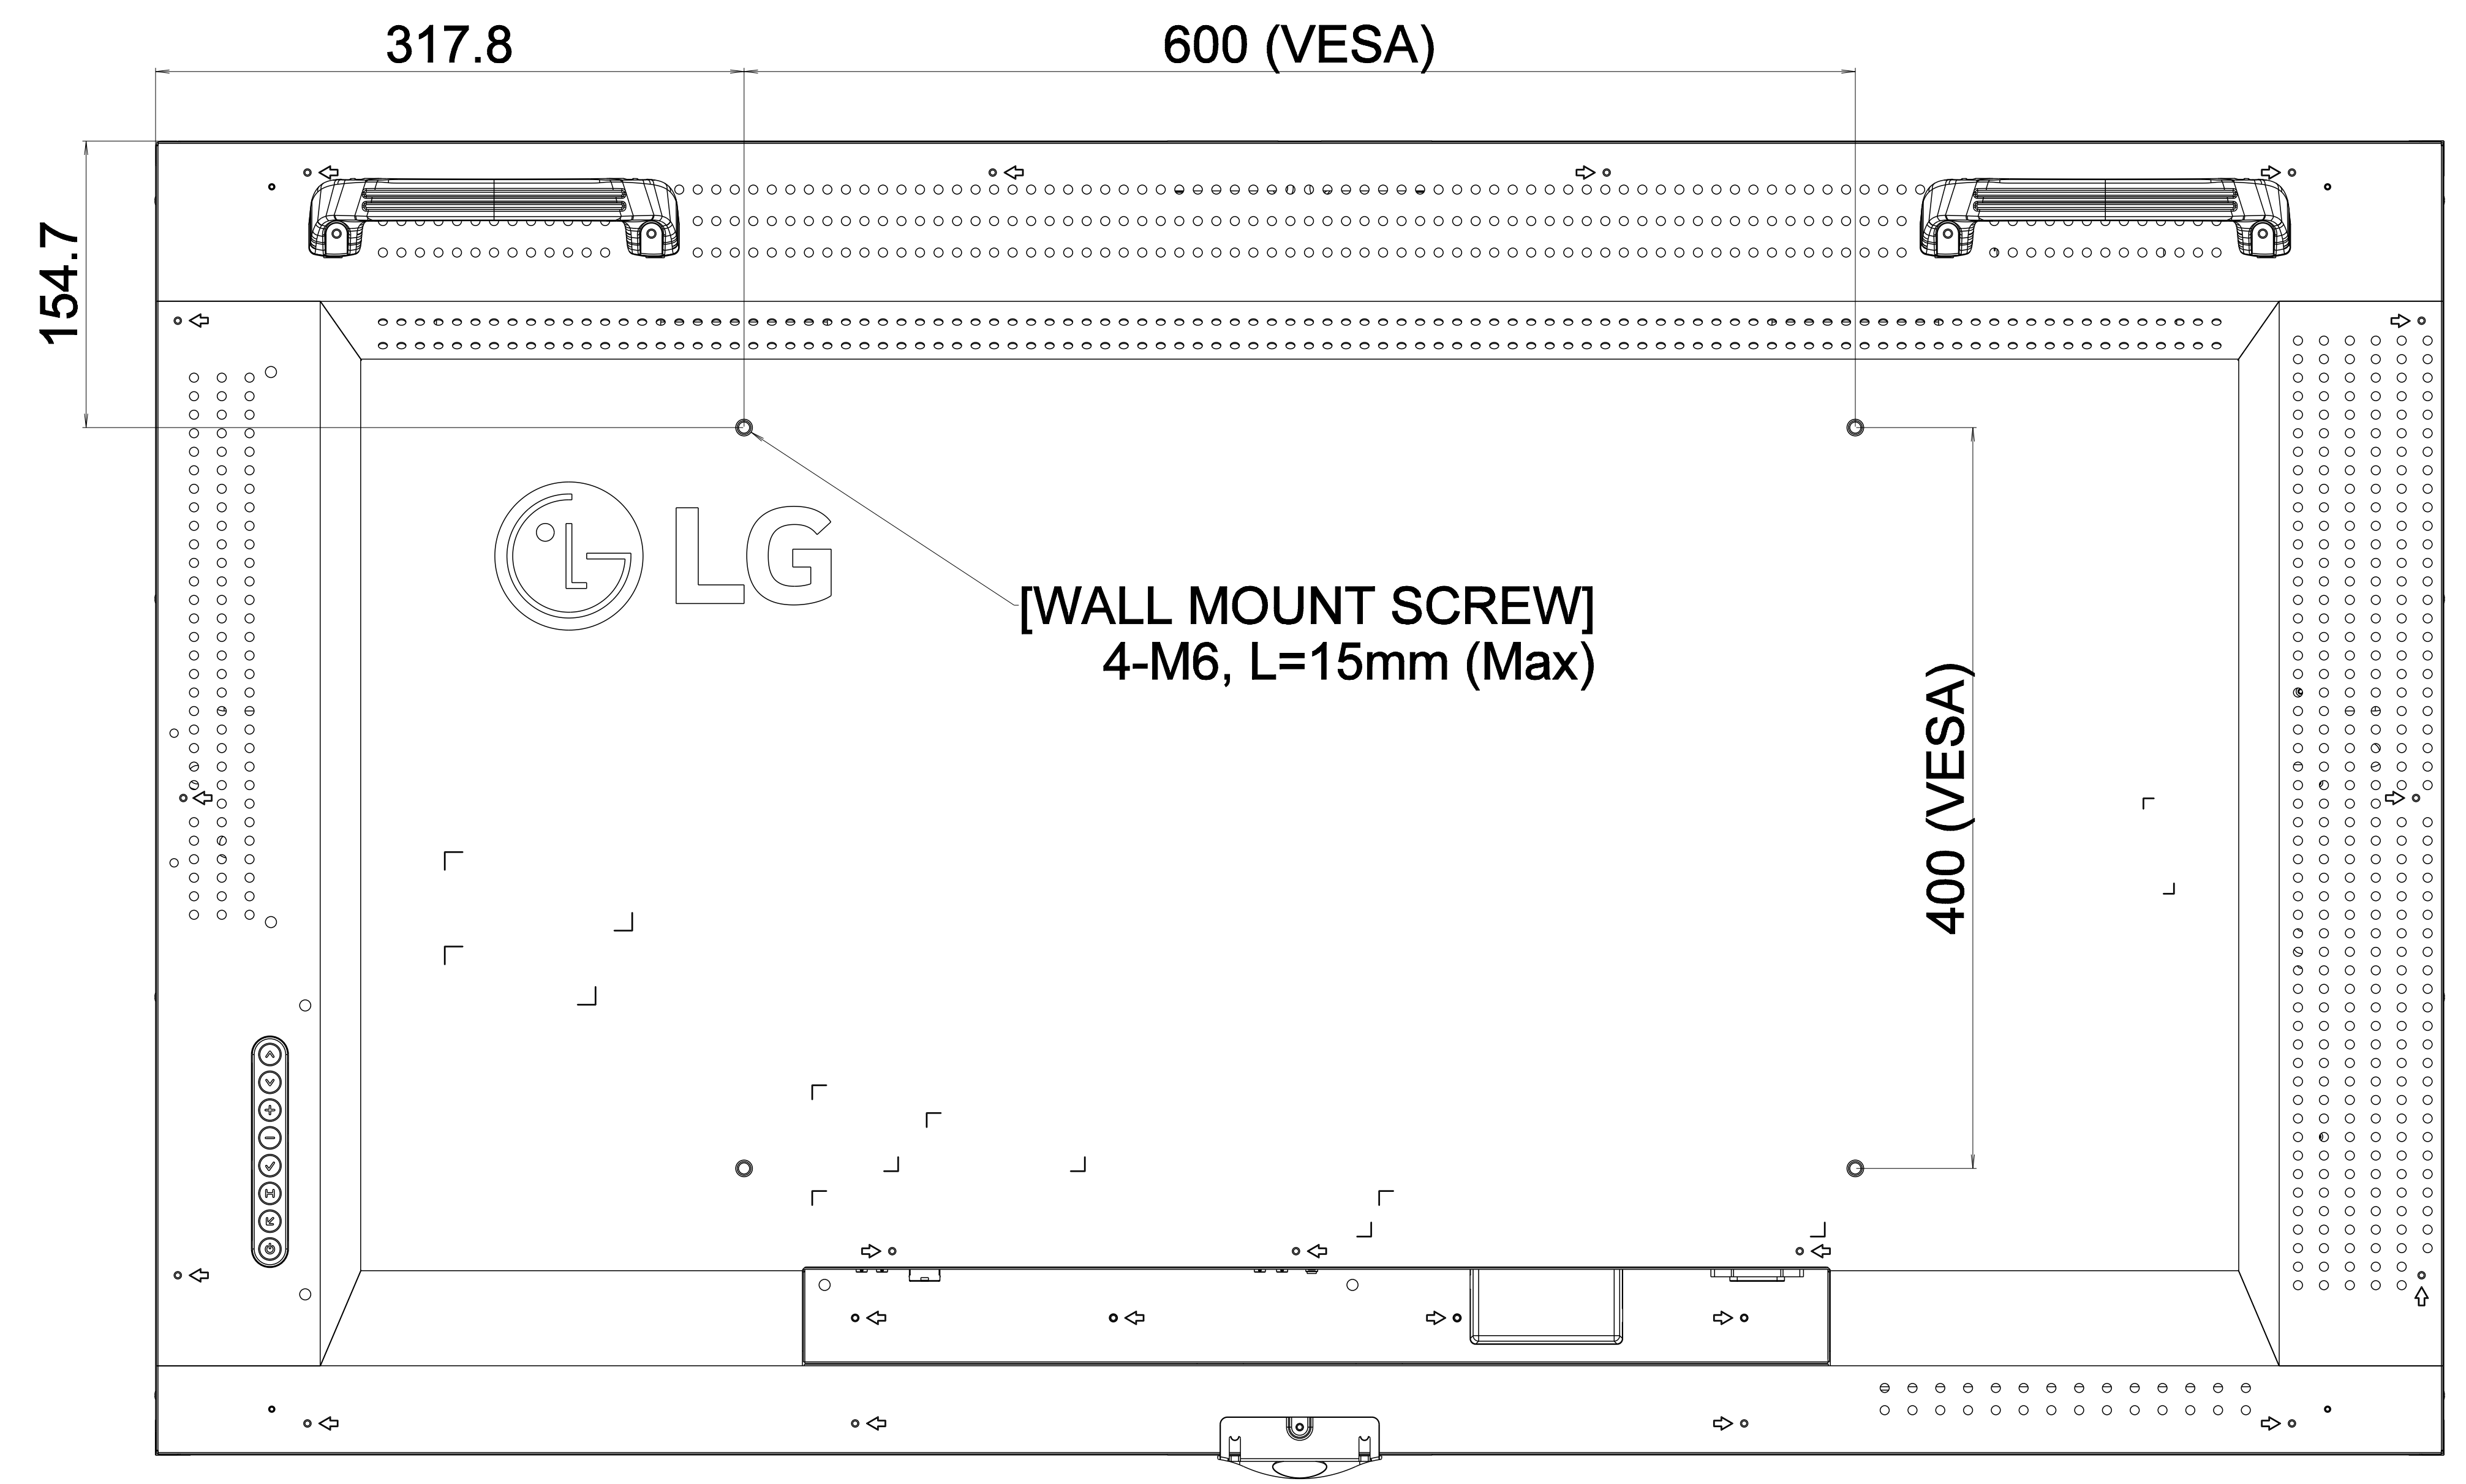 317.8
600 (VESA)
154.7
LG
[WALL MOUNT SCREW]
4-M6, L=15mm (Max)
400 (VESA)